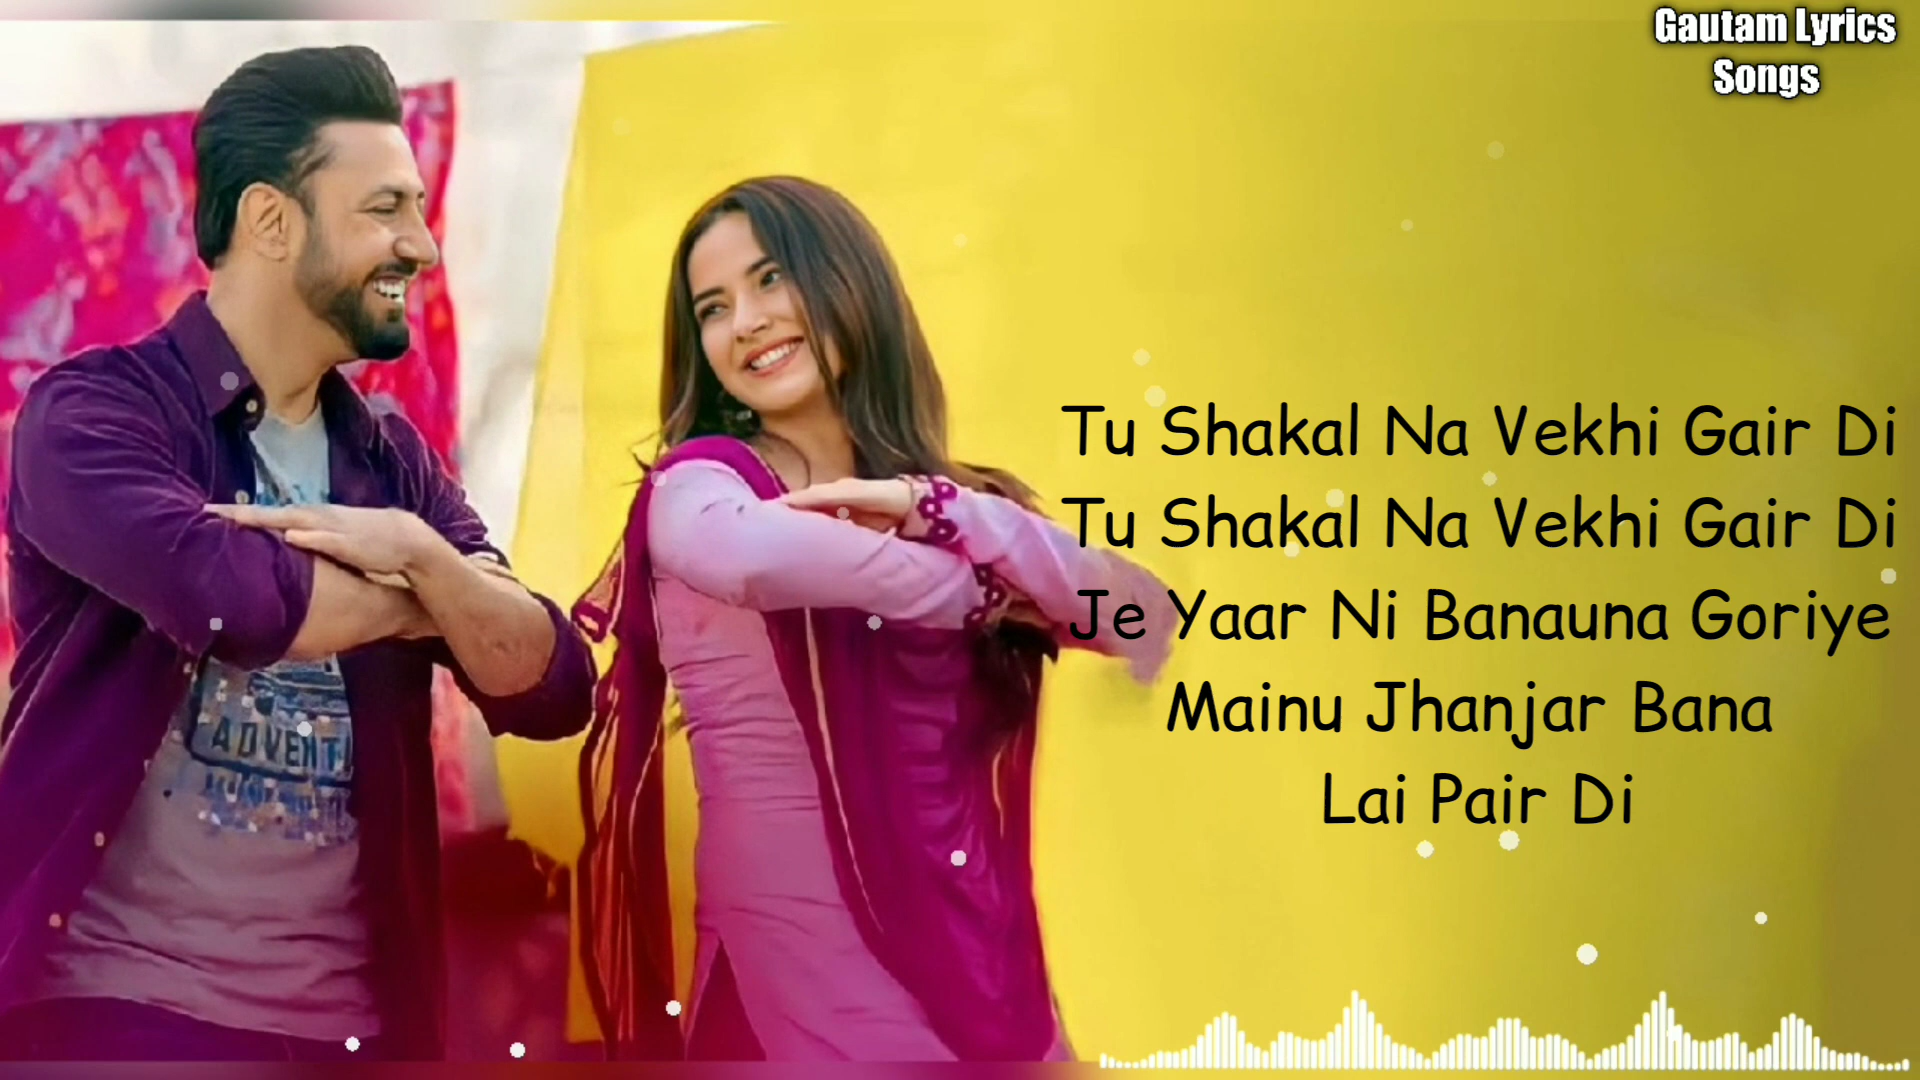 Gautam Lyrics
Songs
Tu Shakal Na Vekhi Gair Di
Tu Shakal Na Vekhi Gair Di
Je Yaar Ni Banauna Goriye
Mainu Jhanjar Bana
Lai Pair Di
ADVENT